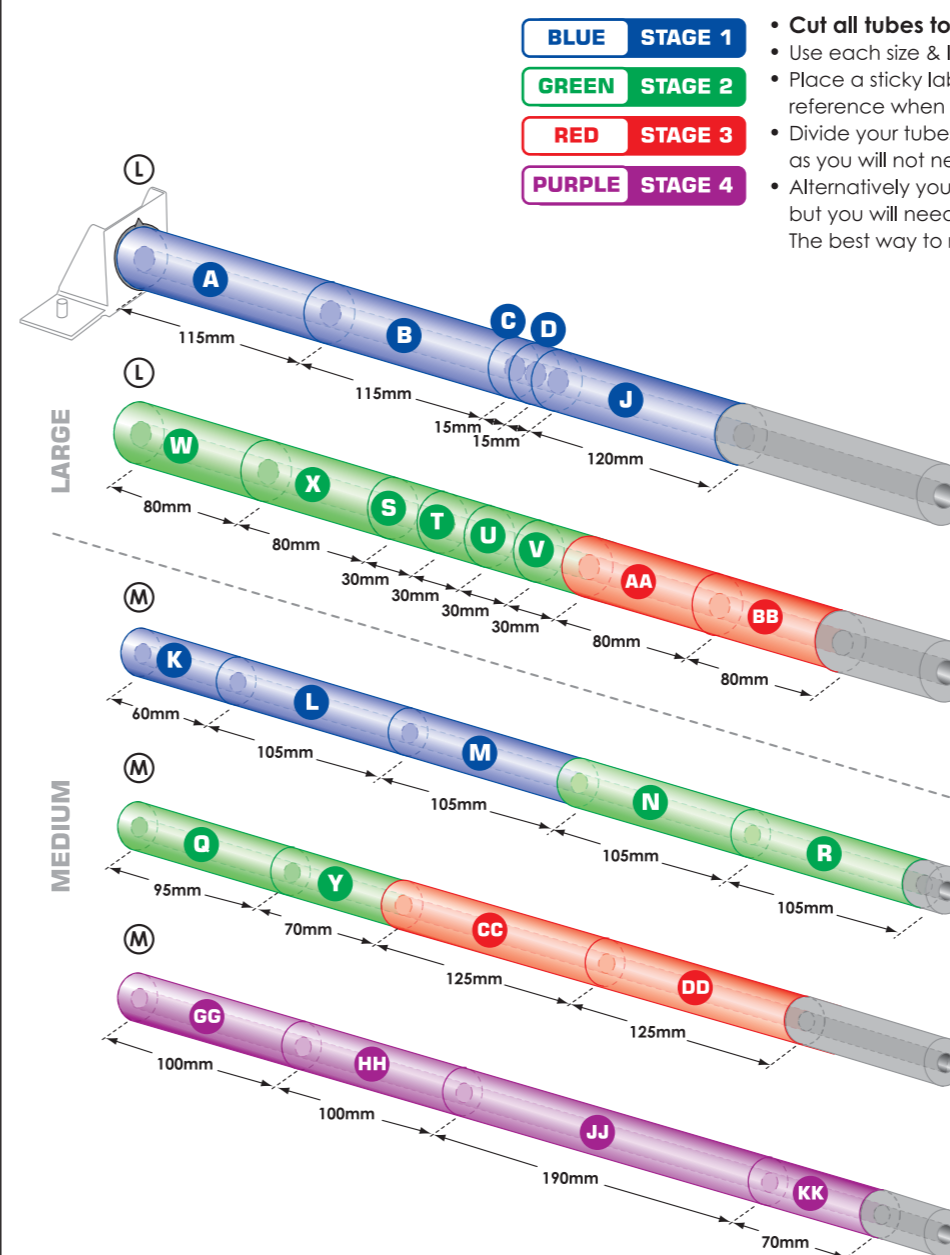 BLUE STAGE 1
GREEN STAGE 2
RED STAGE 3
PURPLE STAGE 4
• Cut all tubes to
• Use each size &
• Place a sticky
reference when
• Divide your tube
as you will not
• Alternatively you
but you will need
The best way to
L
A
B
C
D
J
115mm
115mm
15mm
15mm
120mm
LARGE
L
W
X
S
T
U
V
AA
BB
80mm
80mm
30mm
30mm
30mm
30mm
80mm
80mm
MEDIUM
M
K
L
M
N
R
60mm
105mm
105mm
105mm
105mm
M
Q
Y
CC
DD
95mm
70mm
125mm
125mm
M
GG
HH
JJ
KK
100mm
100mm
190mm
70mm